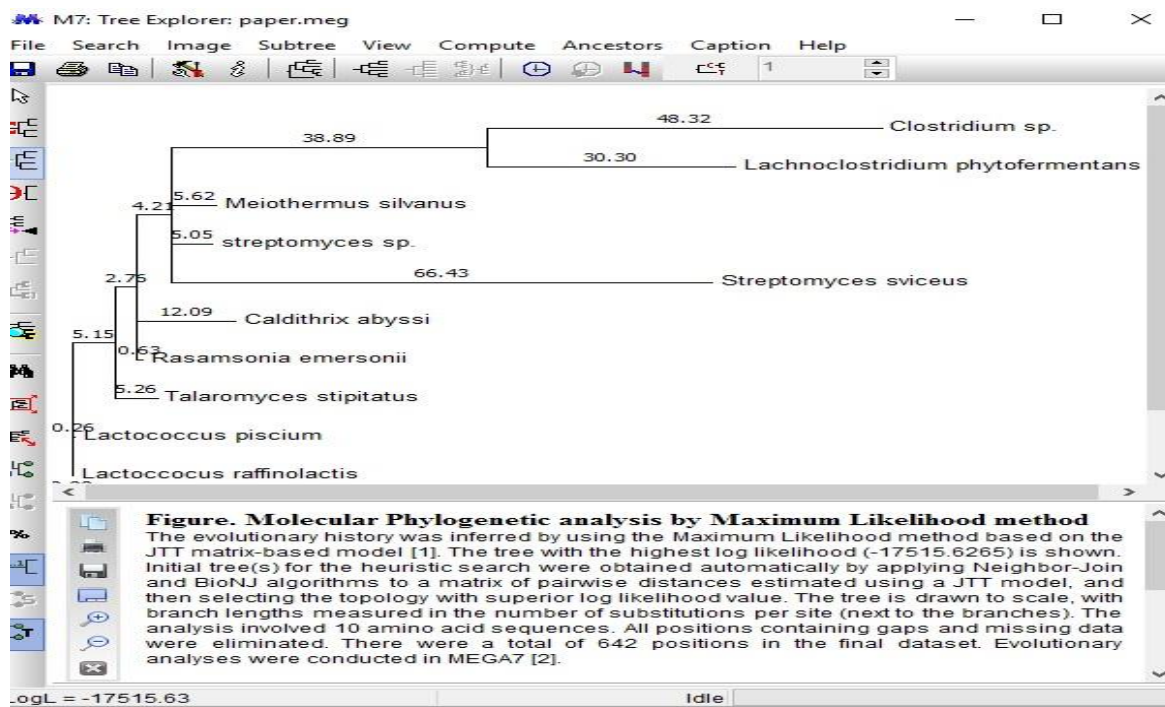 M7: Tree Explorer: paper.meg
File Search Image Subtree View Compute Ancestors Caption Help
1
48.32
Clostridium sp.
38.89
30.30
Lachnoclostridium phytofermentans
5.62
Meiothermus silvanus
4.21
5.05
streptomyces sp.
66.43
Streptomyces sviceus
2.75
12.09
Caldithrix abyssi
5.15
0.63
Rasamsonia emersonii
5.26
Talaromyces stipitatus
0.26
Lactococcus piscium
Lactoccocus raffinolactis
Figure. Molecular Phylogenetic analysis by Maximum Likelihood method
The evolutionary history was inferred by using the Maximum Likelihood method based on the
JTT matrix-based model [1]. The tree with the highest log likelihood (-17515.6265) is shown.
Initial tree(s) for the heuristic search were obtained automatically by applying Neighbor-Join
and BioNJ algorithms to a matrix of pairwise distances estimated using a JTT model, and
then selecting the topology with superior log likelihood value. The tree is drawn to scale, with
branch lengths measured in the number of substitutions per site (next to the branches). The
analysis involved 10 amino acid sequences. All positions containing gaps and missing data
were eliminated. There were a total of 642 positions in the final dataset. Evolutionary
analyses were conducted in MEGA7 [2].
LogL = -17515.63
Idle